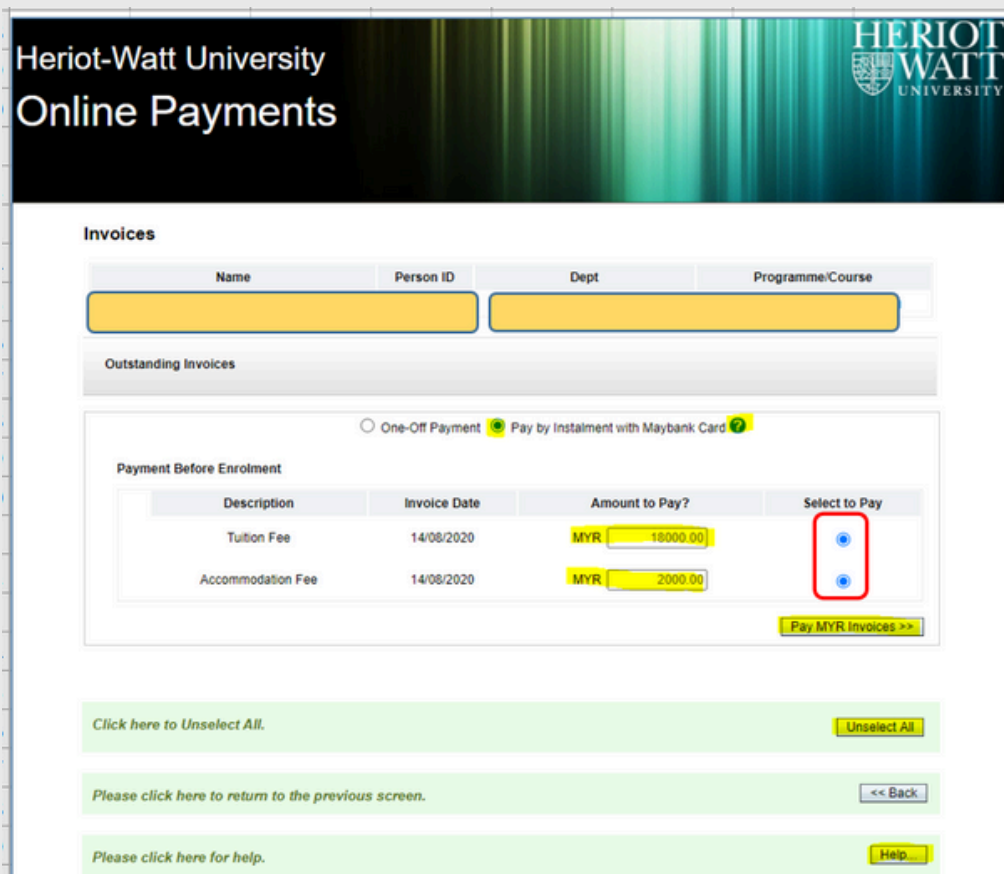 Heriot-Watt University
Online Payments
HERIOT
WATT
UNIVERSITY
Invoices
Name Person ID Dept Programme/Course
Outstanding Invoices
One-Off Payment Pay by Instalment with Maybank Card ?
Payment Before Enrolment
Description Invoice Date Amount to Pay? Select to Pay
Tuition Fee 14/08/2020 MYR 18000.00
Accommodation Fee 14/08/2020 MYR 2000.00
Pay MYR Invoices >>
Click here to Unselect All. Unselect All
Please click here to return to the previous screen. << Back
Please click here for help. Help...